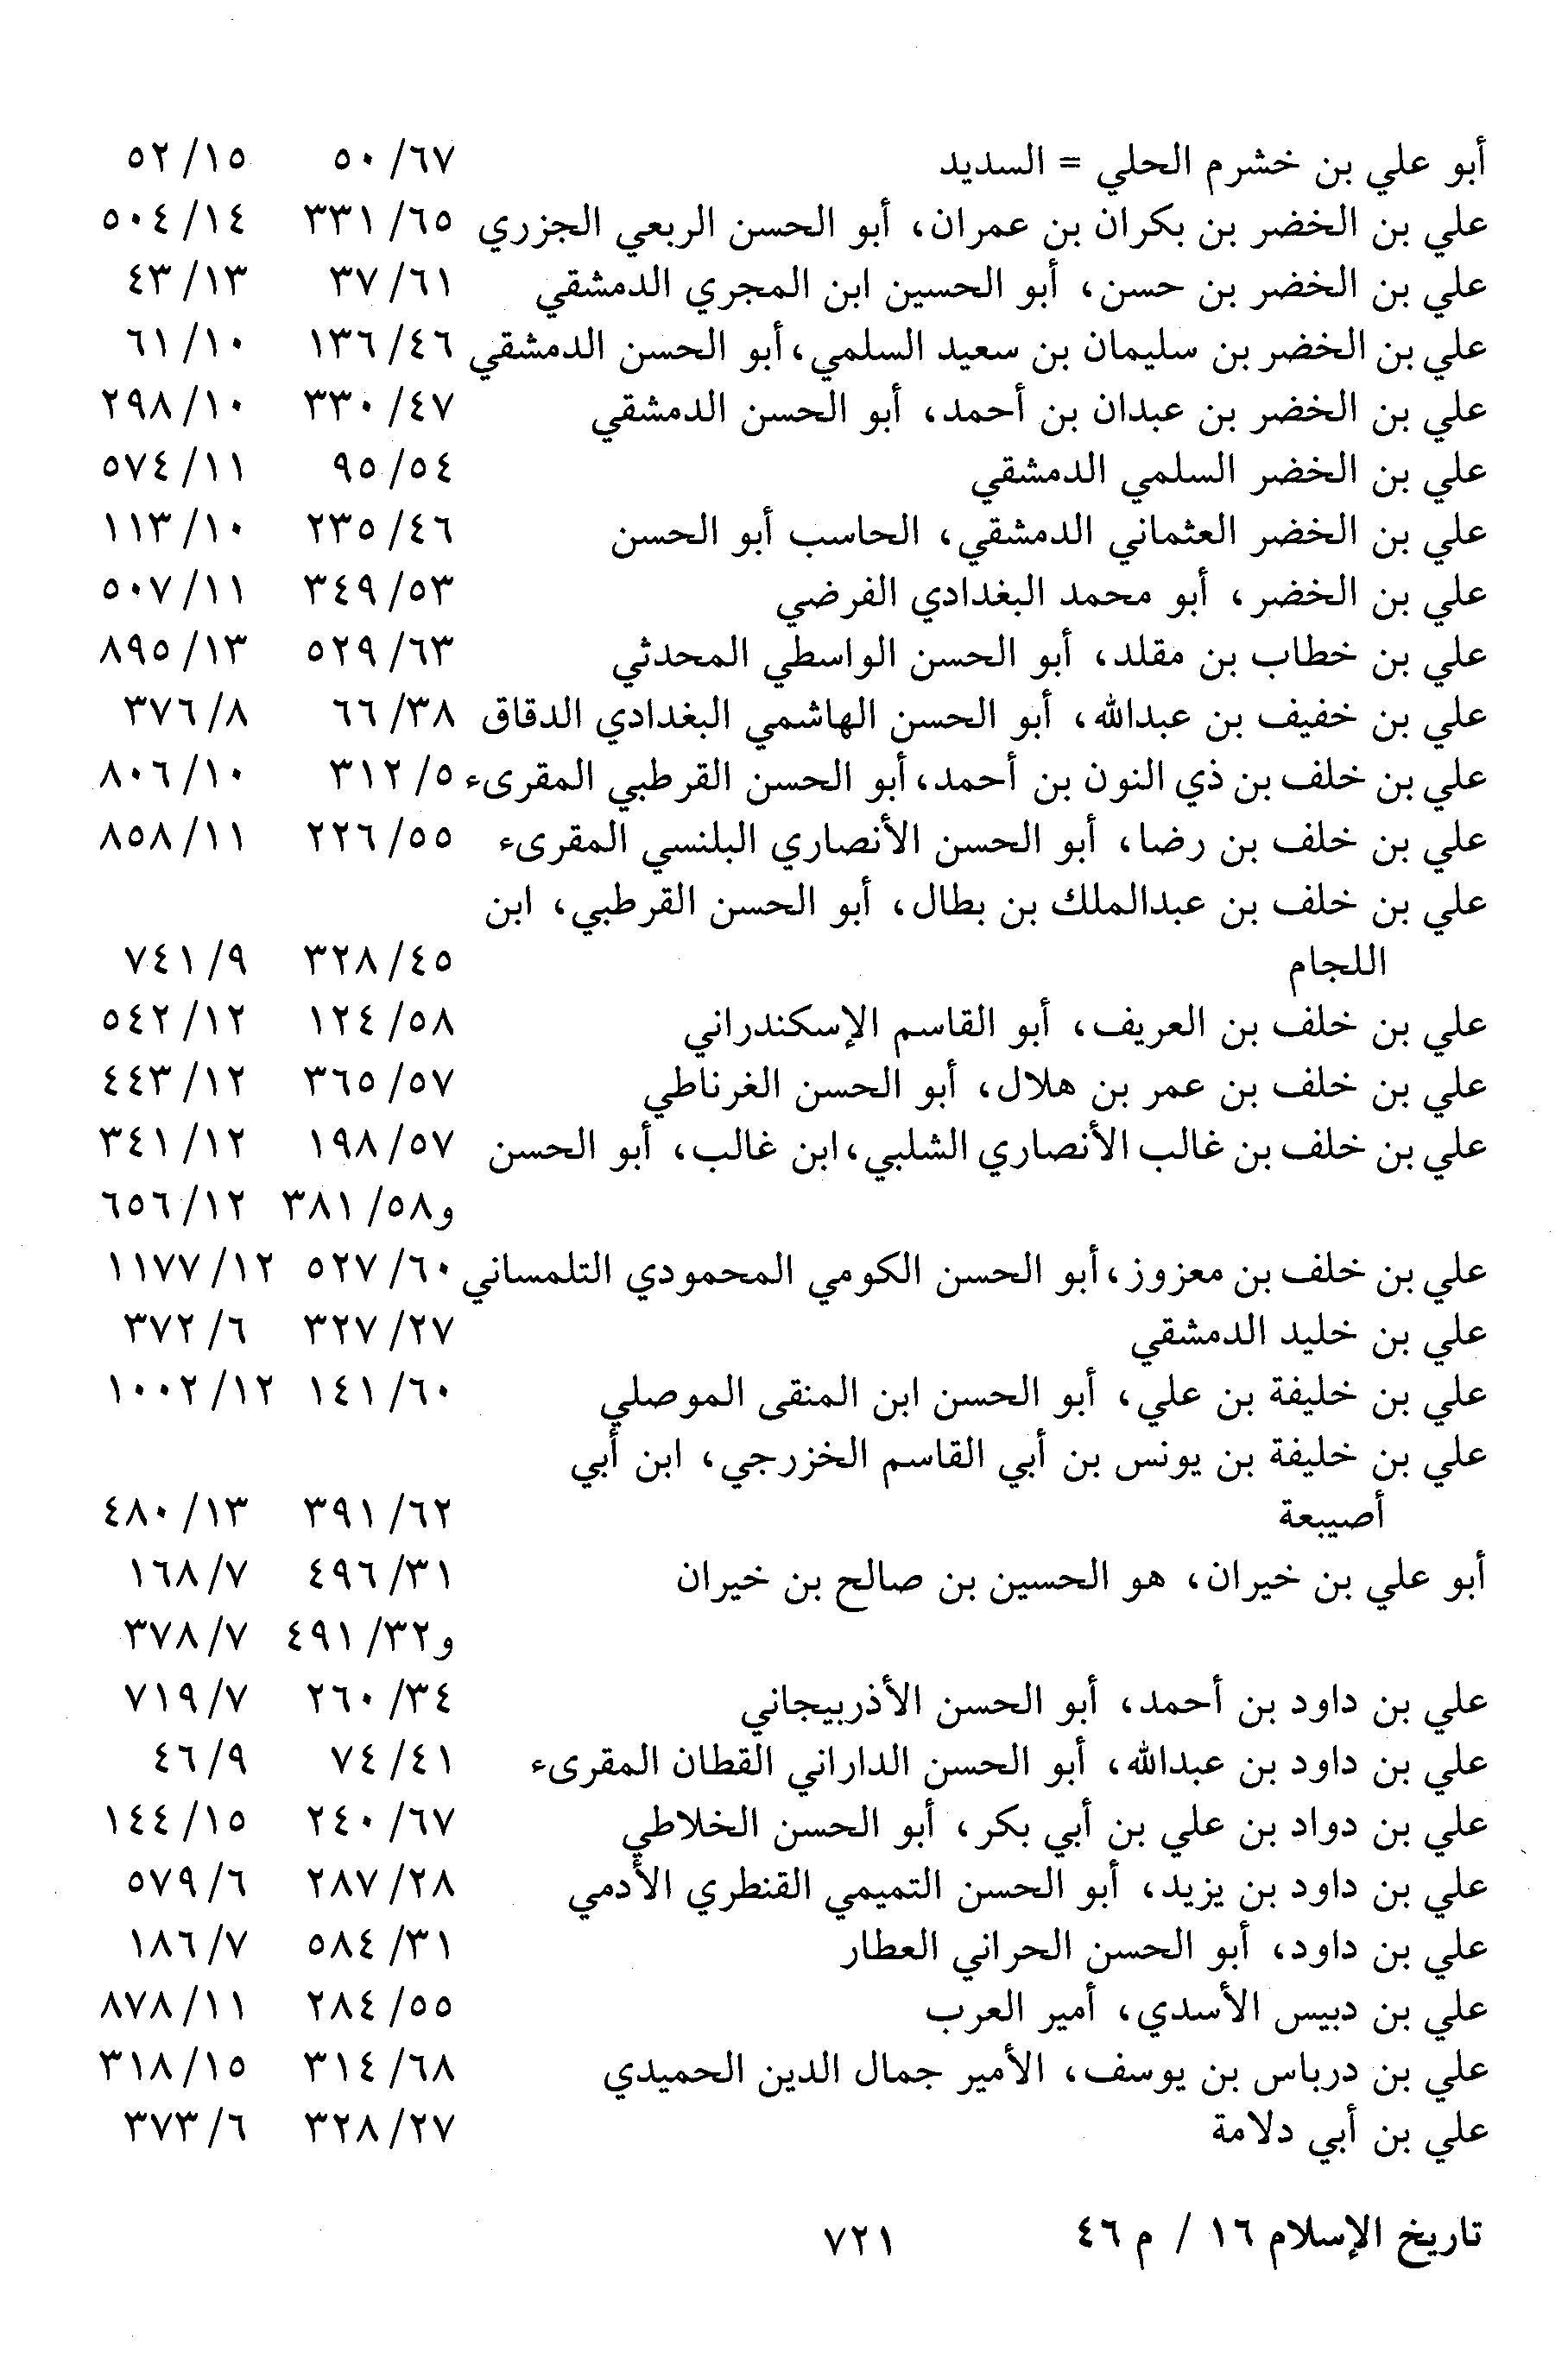 أبو علي بن خشرم الحلي = السديد ٦٧/ ٥٠ ١٥/ ٥٢
علي بن الخضر بن بكران بن عمران، أبو الحسن الربعي الجزري ٦٥/ ٣٣١ ١٤/ ٥٠٤
علي بن الخضر بن حسن، أبو الحسين ابن المجري الدمشقي ٦١/ ٣٧ ١٣/ ٤٣
علي بن الخضر بن سليمان بن سعيد السلمي، أبو الحسن الدمشقي ٤٦/ ١٣٦ ١٠/ ٦١
علي بن الخضر بن عبدان بن أحمد، أبو الحسن الدمشقي ٤٧/ ٣٣٠ ١٠/ ٢٩٨
علي بن الخضر السلمي الدمشقي ٥٤/ ٩٥ ١١/ ٥٧٤
علي بن الخضر العثماني الدمشقي، الحاسب أبو الحسن ٤٦/ ٢٣٥ ١٠/ ١١٣
علي بن الخضر، أبو محمد البغدادي الفرضي ٥٣/ ٣٤٩ ١١/ ٥٠٧
علي بن خطاب بن مقلد، أبو الحسن الواسطي المحدثي ٦٣/ ٥٢٩ ١٣/ ٨٩٥
علي بن خفيف بن عبدالله، أبو الحسن الهاشمي البغدادي الدقاق ٣٨/ ٦٦ ٨/ ٣٧٦
علي بن خلف بن ذي النون بن أحمد، أبو الحسن القرطبي المقرىء ٥/ ٣١٢ ١٠/ ٨٠٦
علي بن خلف بن رضا، أبو الحسن الأنصاري البلنسي المقرىء ٥٥/ ٢٢٦ ١١/ ٨٥٨
علي بن خلف بن عبدالملك بن بطال، أبو الحسن القرطبي، ابن
اللجام ٤٥/ ٣٢٨ ٩/ ٧٤١
علي بن خلف بن العريف، أبو القاسم الإسكندراني ٥٨/ ١٢٤ ١٢/ ٥٤٢
علي بن خلف بن عمر بن هلال، أبو الحسن الغرناطي ٥٧/ ٣٦٥ ١٢/ ٤٤٣
علي بن خلف بن غالب الأنصاري الشلبي، ابن غالب، أبو الحسن ٥٧/ ١٩٨ ١٢/ ٣٤١
و٥٨/ ٣٨١ ١٢/ ٦٥٦
علي بن خلف بن معزوز، أبو الحسن الكومي المحمودي التلمساني ٦٠/ ٥٢٧ ١٢/ ١١٧٧
علي بن خليد الدمشقي ٢٧/ ٣٢٧ ٦/ ٣٧٢
علي بن خليفة بن علي، أبو الحسن ابن المنقى الموصلي ٦٠/ ١٤١ ١٢/ ١٠٠٢
علي بن خليفة بن يونس بن أبي القاسم الخزرجي، ابن أبي
أصيبعة ٦٢/ ٣٩١ ١٣/ ٤٨٠
أبو علي بن خيران، هو الحسين بن صالح بن خيران ٣١/ ٤٩٦ ٧/ ١٦٨
و٣٢/ ٤٩١ ٧/ ٣٧٨
علي بن داود بن أحمد، أبو الحسن الأذربيجاني ٣٤/ ٢٦٠ ٧/ ٧١٩
علي بن داود بن عبدالله، أبو الحسن الداراني القطان المقرىء ٤١/ ٧٤ ٩/ ٤٦
علي بن دواد بن علي بن أبي بكر، أبو الحسن الخلاطي ٦٧/ ٢٤٠ ١٥/ ١٤٤
علي بن داود بن يزيد، أبو الحسن التميمي القنطري الأدمي ٢٨/ ٢٨٧ ٦/ ٥٧٩
علي بن داود، أبو الحسن الحراني العطار ٣١/ ٥٨٤ ٧/ ١٨٦
علي بن دبيس الأسدي، أمير العرب ٥٥/ ٢٨٤ ١١/ ٨٧٨
علي بن درباس بن يوسف، الأمير جمال الدين الحميدي ٦٨/ ٣١٤ ١٥/ ٣١٨
علي بن أبي دلامة ٢٧/ ٣٢٨ ٦/ ٣٧٣
تاريخ الإسلام ١٦ / م ٤٦ ٧٢١